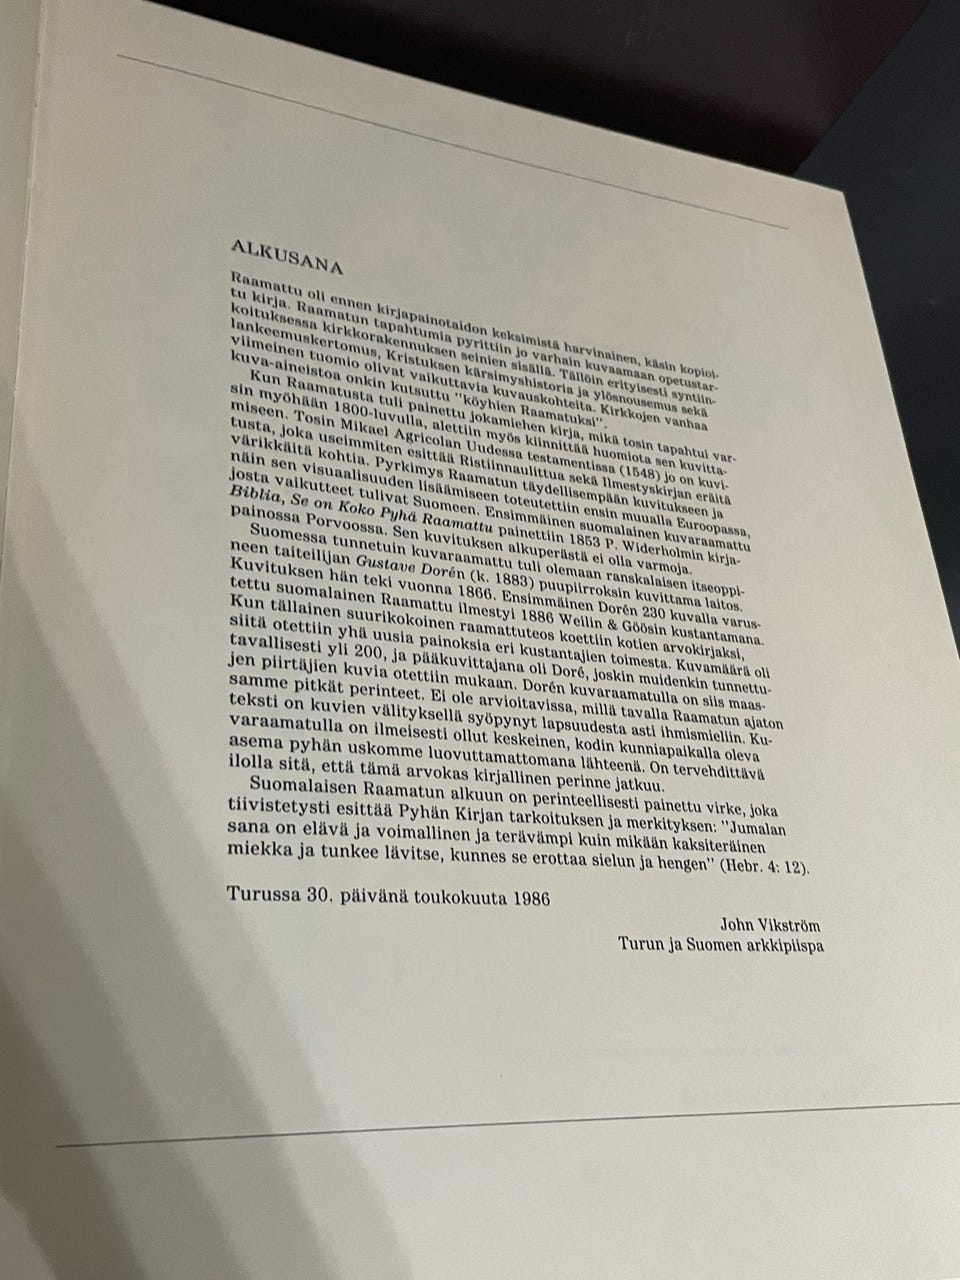 ALKUSANA
Raamattu oli ennen kirjapainotaidon keksimistä harvinainen, käsin kopioi-
tu kirja. Raamatun tapahtumia pyrittiin jo varhain kuvaamaan opetustar-
koituksessa kirkkorakennuksen seinien sisällä. Tällöin erityisesti syntiin-
lankeemuskertomus, Kristuksen kärsimyshistoria ja ylösnousemus sekä
viimeinen tuomio olivat vaikuttavia kuvauskohteita. Kirkkojen vanhaa
kuva-aineistoa onkin kutsuttu "köyhien Raamatuksi".
Kun Raamatusta tuli painettu jokamiehen kirja, mikä tosin tapahtui var-
sin myöhään 1800-luvulla, alettiin myös kiinnittää huomiota sen kuvitta-
miseen. Tosin Mikael Agricolan Uudessa testamentissa (1548) jo on kuvi-
tusta, joka useimmiten esittää Ristiinnaulittua sekä Ilmestyskirjan eräitä
värikkäitä kohtia. Pyrkimys Raamatun täydellisempään kuvitukseen ja
näin sen visuaalisuuden lisäämiseen toteutettiin ensin muualla Euroopassa,
josta vaikutteet tulivat Suomeen. Ensimmäinen suomalainen kuvaraamattu
Biblia, Se on Koko Pyhä Raamattu painettiin 1853 P. Widerholmin kirja-
painossa Porvoossa. Sen kuvituksen alkuperästä ei olla varmoja.
Suomessa tunnetuin kuvaraamattu tuli olemaan ranskalaisen itseoppi-
neen taiteilijan Gustave Dorén (k. 1883) puupiirroksin kuvittama laitos.
Kuvituksen hän teki vuonna 1866. Ensimmäinen Dorén 230 kuvalla varus-
tettu suomalainen Raamattu ilmestyi 1886 Weilin & Göösin kustantamana.
Kun tällainen suurikokoinen raamattuteos koettiin kotien arvokirjaksi,
siitä otettiin yhä uusia painoksia eri kustantajien toimesta. Kuvamäärä oli
tavallisesti yli 200, ja pääkuvittajana oli Doré, joskin muidenkin tunnettu-
jen piirtäjien kuvia otettiin mukaan. Dorén kuvaraamatulla on siis maas-
samme pitkät perinteet. Ei ole arvioitavissa, millä tavalla Raamatun ajaton
teksti on kuvien välityksellä syöpynyt lapsuudesta asti ihmismieliin. Ku-
varaamatulla on ilmeisesti ollut keskeinen, kodin kunniapaikalla oleva
asema pyhän uskomme luovuttamattomana lähteenä. On tervehdittävä
ilolla sitä, että tämä arvokas kirjallinen perinne jatkuu.
Suomalaisen Raamatun alkuun on perinteellisesti painettu virke, joka
tiivistetysti esittää Pyhän Kirjan tarkoituksen ja merkityksen: "Jumalan
sana on elävä ja voimallinen ja terävämpi kuin mikään kaksiteräinen
miekka ja tunkee lävitse, kunnes se erottaa sielun ja hengen" (Hebr. 4: 12).
Turussa 30. päivänä toukokuuta 1986
John Vikström
Turun ja Suomen arkkipiispa